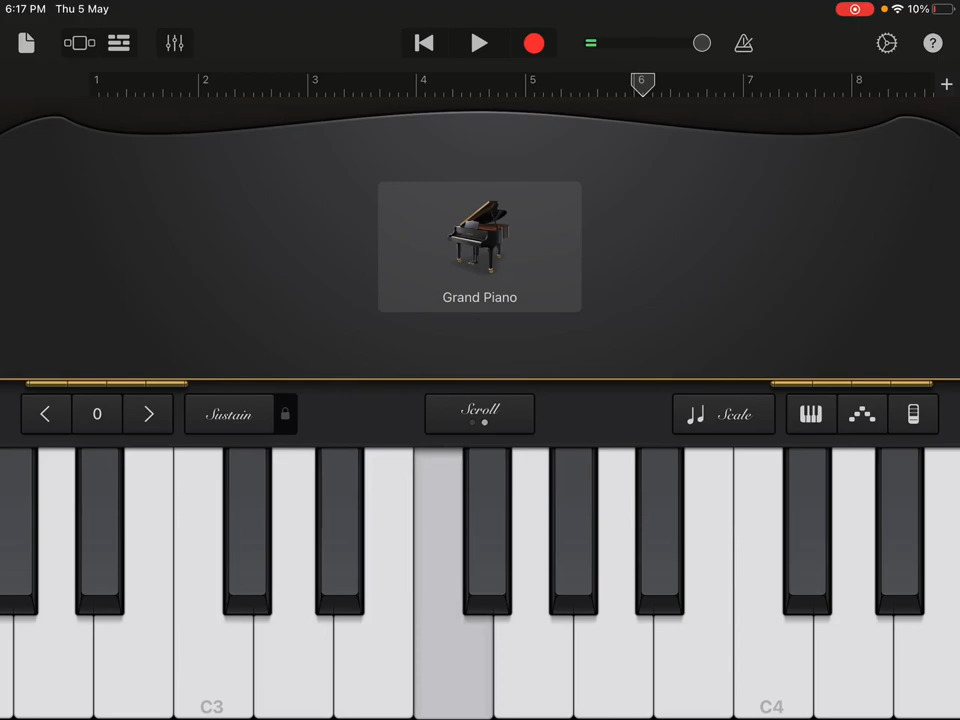 6:17 PM Thu 5 May
10%
?
1 2 3 4 5 6 7 8 +
Grand Piano
0
Sustain
Scroll
Scale
C3
C4